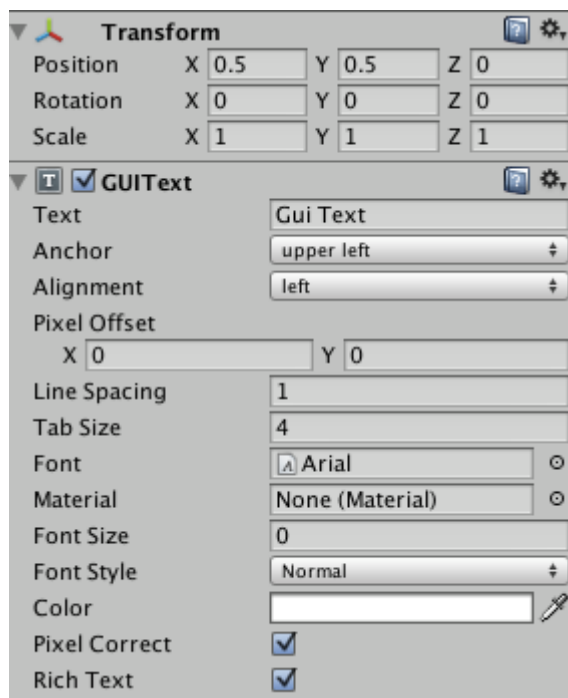 Transform
Position X 0.5 Y 0.5 Z 0
Rotation X 0 Y 0 Z 0
Scale X 1 Y 1 Z 1
GUIText
Text Gui Text
Anchor upper left
Alignment left
Pixel Offset
X 0 Y 0
Line Spacing 1
Tab Size 4
Font Arial
Material None (Material)
Font Size 0
Font Style Normal
Color
Pixel Correct
Rich Text